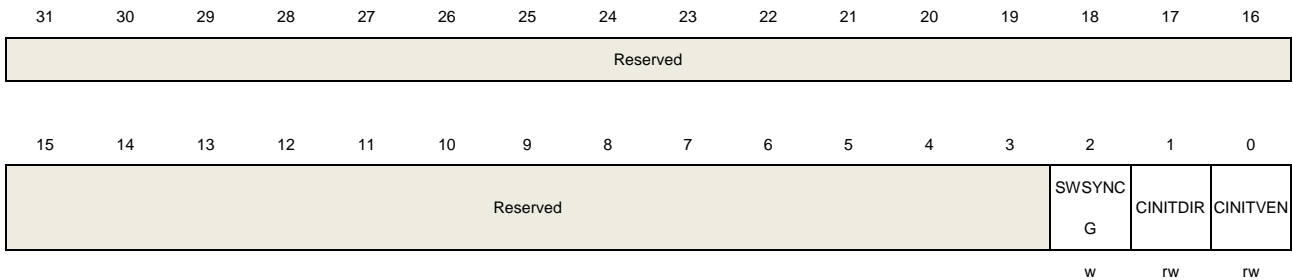 31 30 29 28 27 26 25 24 23 22 21 20 19 18 17 16
Reserved
15 14 13 12 11 10 9 8 7 6 5 4 3 2 1 0
Reserved
SWSYNC
G
CINITDIR
CINITVEN
w rw rw